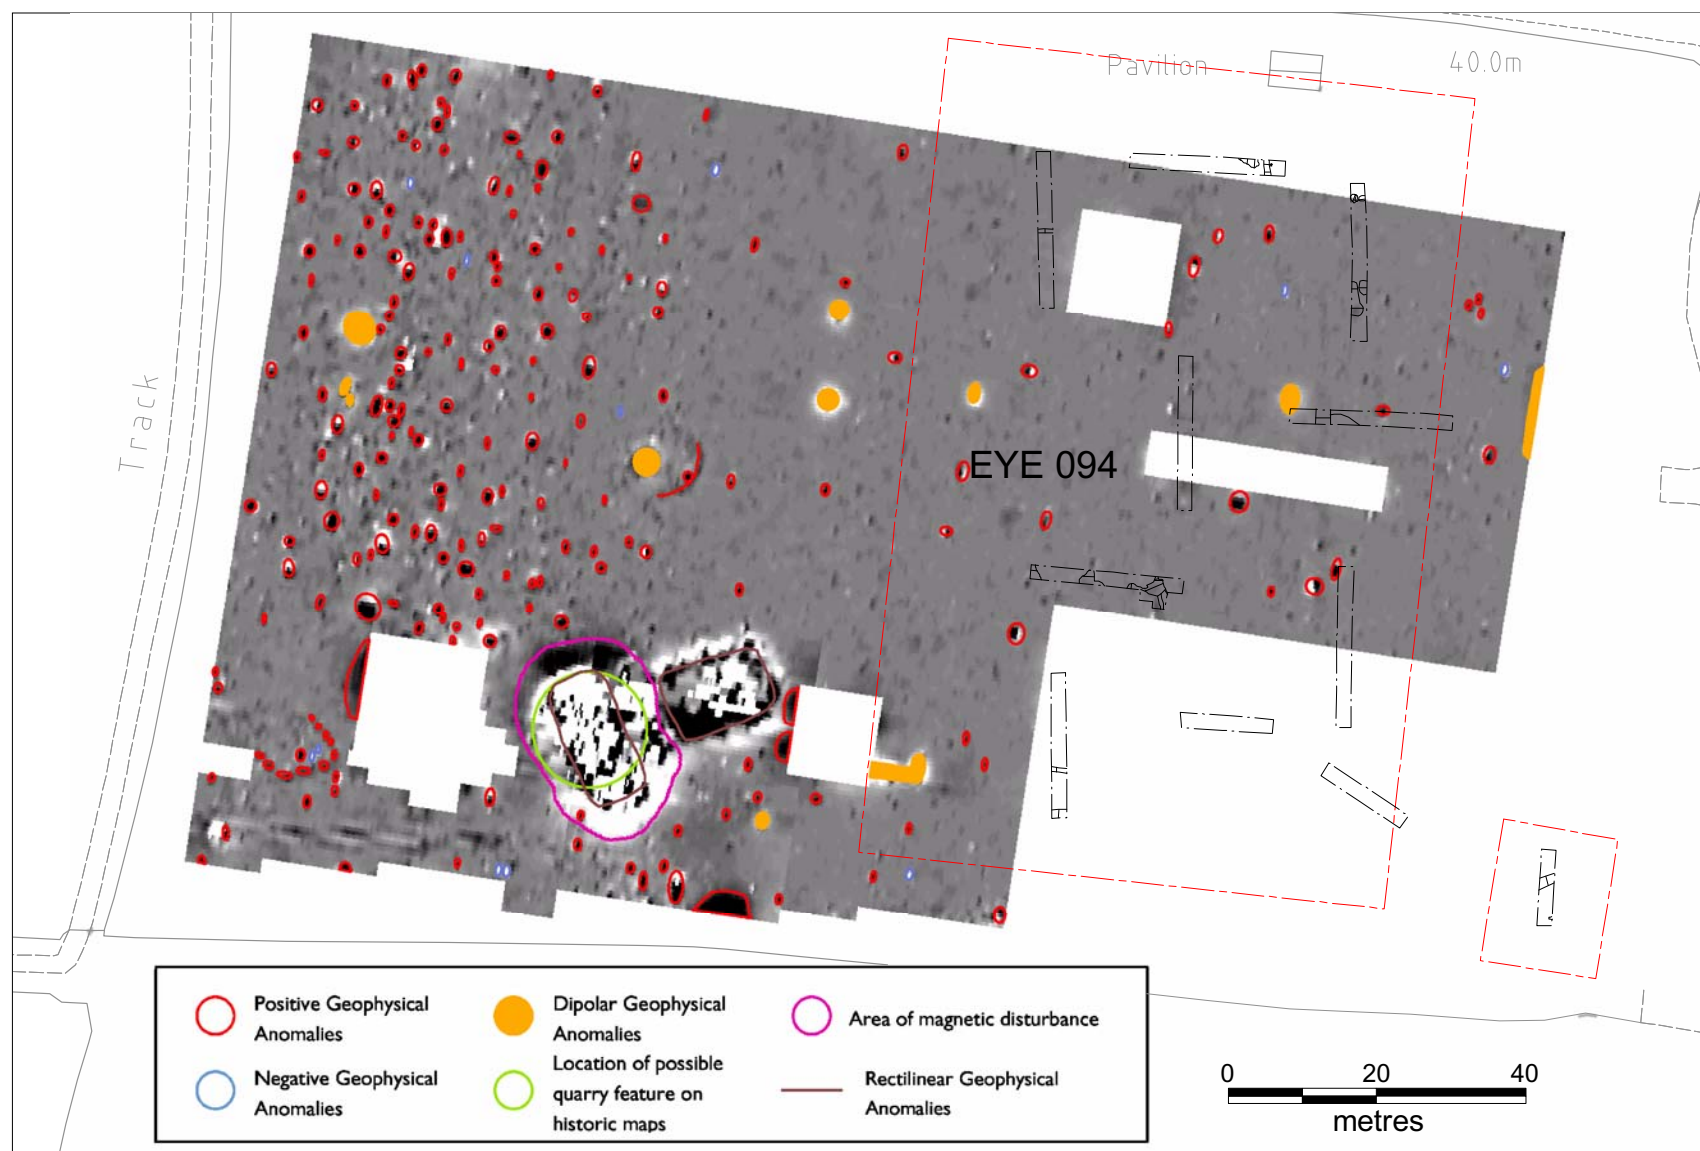 Pavilion
40.0m
Track
EYE 094
Positive Geophysical
Anomalies
Dipolar Geophysical
Anomalies
Area of magnetic disturbance
Negative Geophysical
Anomalies
Location of possible
quarry feature on
historic maps
Rectilinear Geophysical
Anomalies
0 20 40
metres